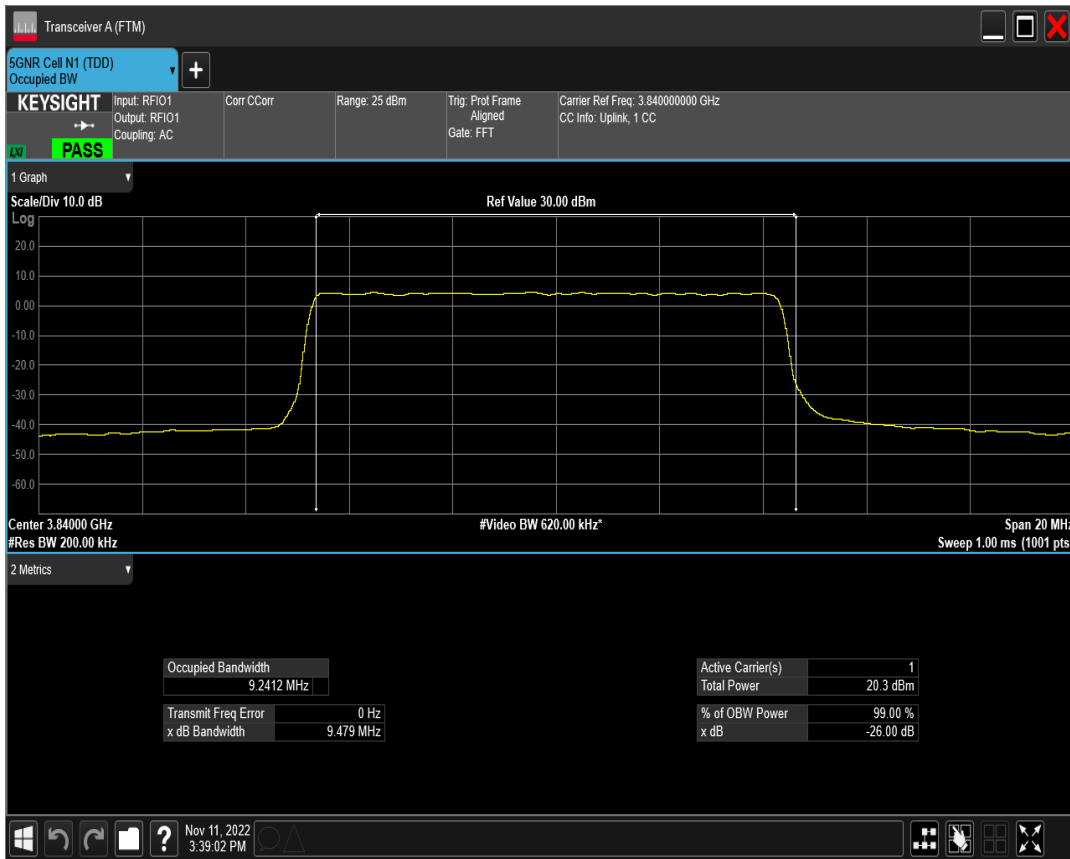 Transceiver A (FTM)
5GNR Cell N1 (TDD)
Occupied BW
+
KEYSIGHT
LXI
PASS
Input: RFIO1
Output: RFIO1
Coupling: AC
Corr CCorr
Range: 25 dBm
Trig: Prot Frame
Aligned
Gate: FFT
Carrier Ref Freq: 3.840000000 GHz
CC Info: Uplink, 1 CC
1 Graph
Scale/Div 10.0 dB
Ref Value 30.00 dBm
Log
20.0
10.0
0.00
-10.0
-20.0
-30.0
-40.0
-50.0
-60.0
Center 3.84000 GHz
#Video BW 620.00 kHz*
Span 20 MHz
#Res BW 200.00 kHz
Sweep 1.00 ms (1001 pts
2 Metrics
Occupied Bandwidth
9.2412 MHz
Transmit Freq Error 0 Hz
x dB Bandwidth 9.479 MHz
Active Carrier(s) 1
Total Power 20.3 dBm
% of OBW Power 99.00 %
x dB -26.00 dB
?
Nov 11, 2022
3:39:02 PM